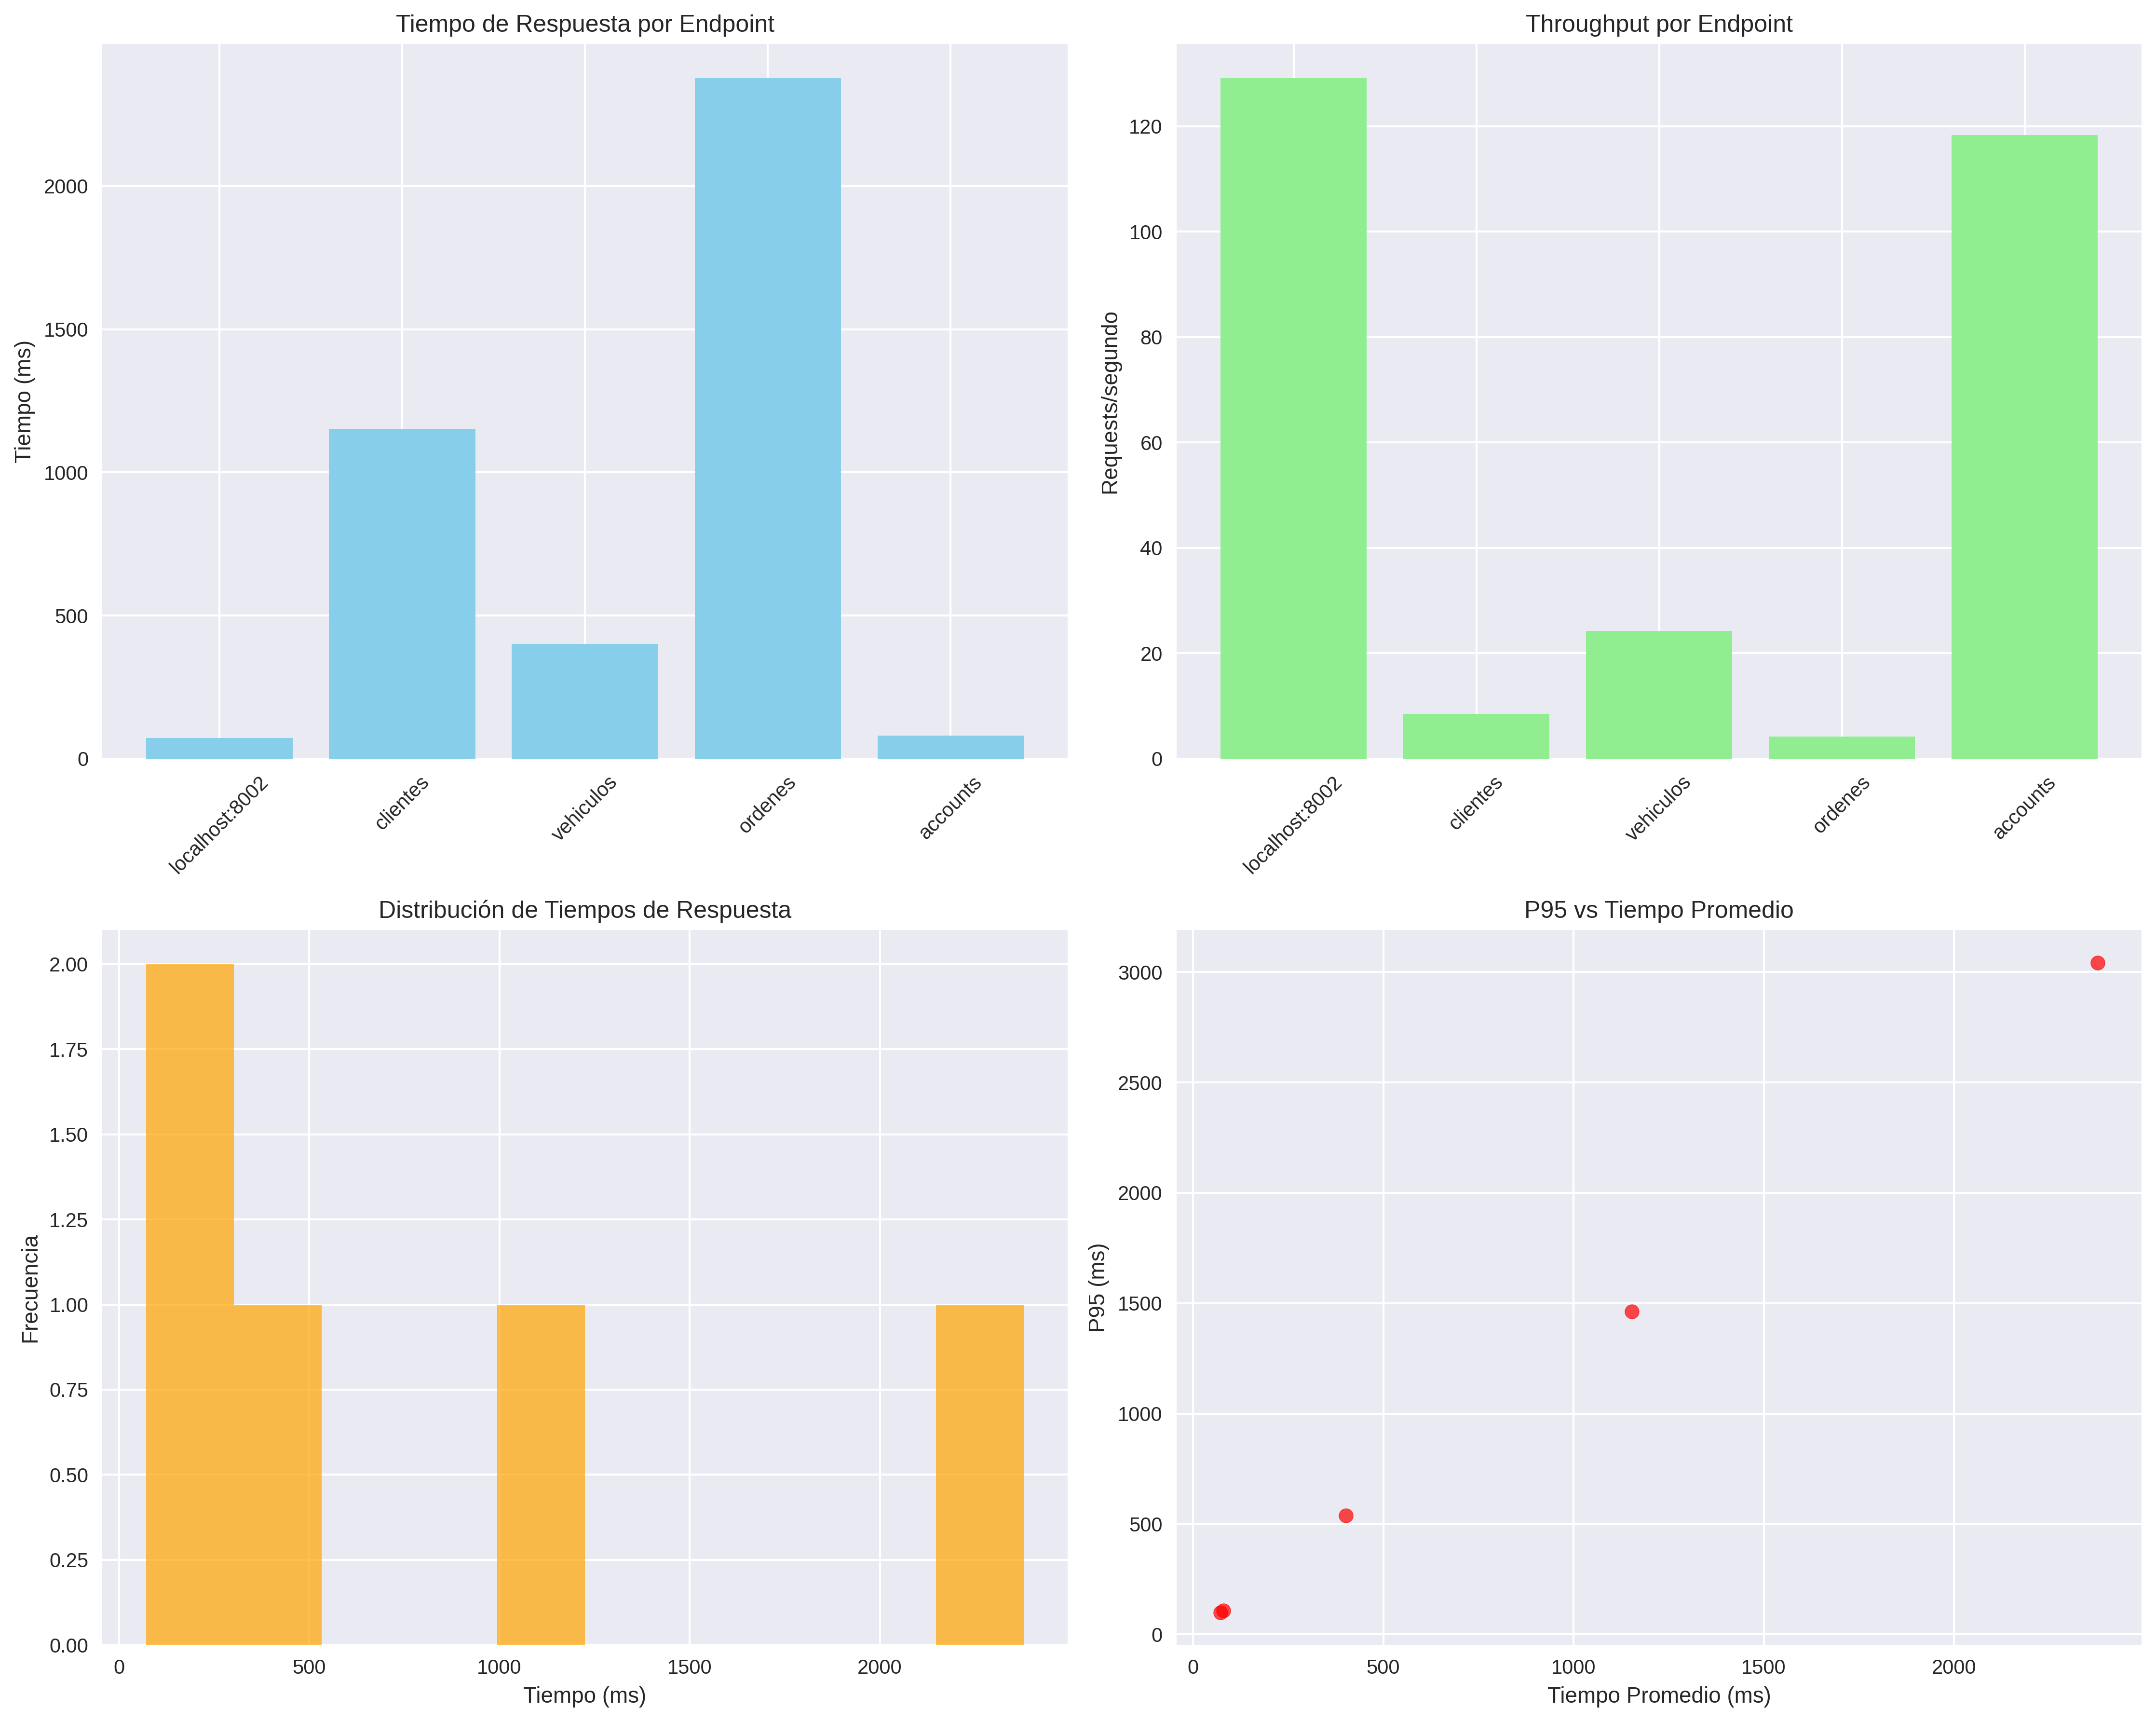 Tiempo de Respuesta por Endpoint
Tiempo (ms)
2000
1500
1000
500
0
localhost:8002
clientes
vehiculos
ordenes
accounts
Throughput por Endpoint
Requests/segundo
120
100
80
60
40
20
0
localhost:8002
clientes
vehiculos
ordenes
accounts
Distribución de Tiempos de Respuesta
Frecuencia
2.00
1.75
1.50
1.25
1.00
0.75
0.50
0.25
0.00
0 500 1000 1500 2000
Tiempo (ms)
P95 vs Tiempo Promedio
P95 (ms)
3000
2500
2000
1500
1000
500
0
0 500 1000 1500 2000
Tiempo Promedio (ms)